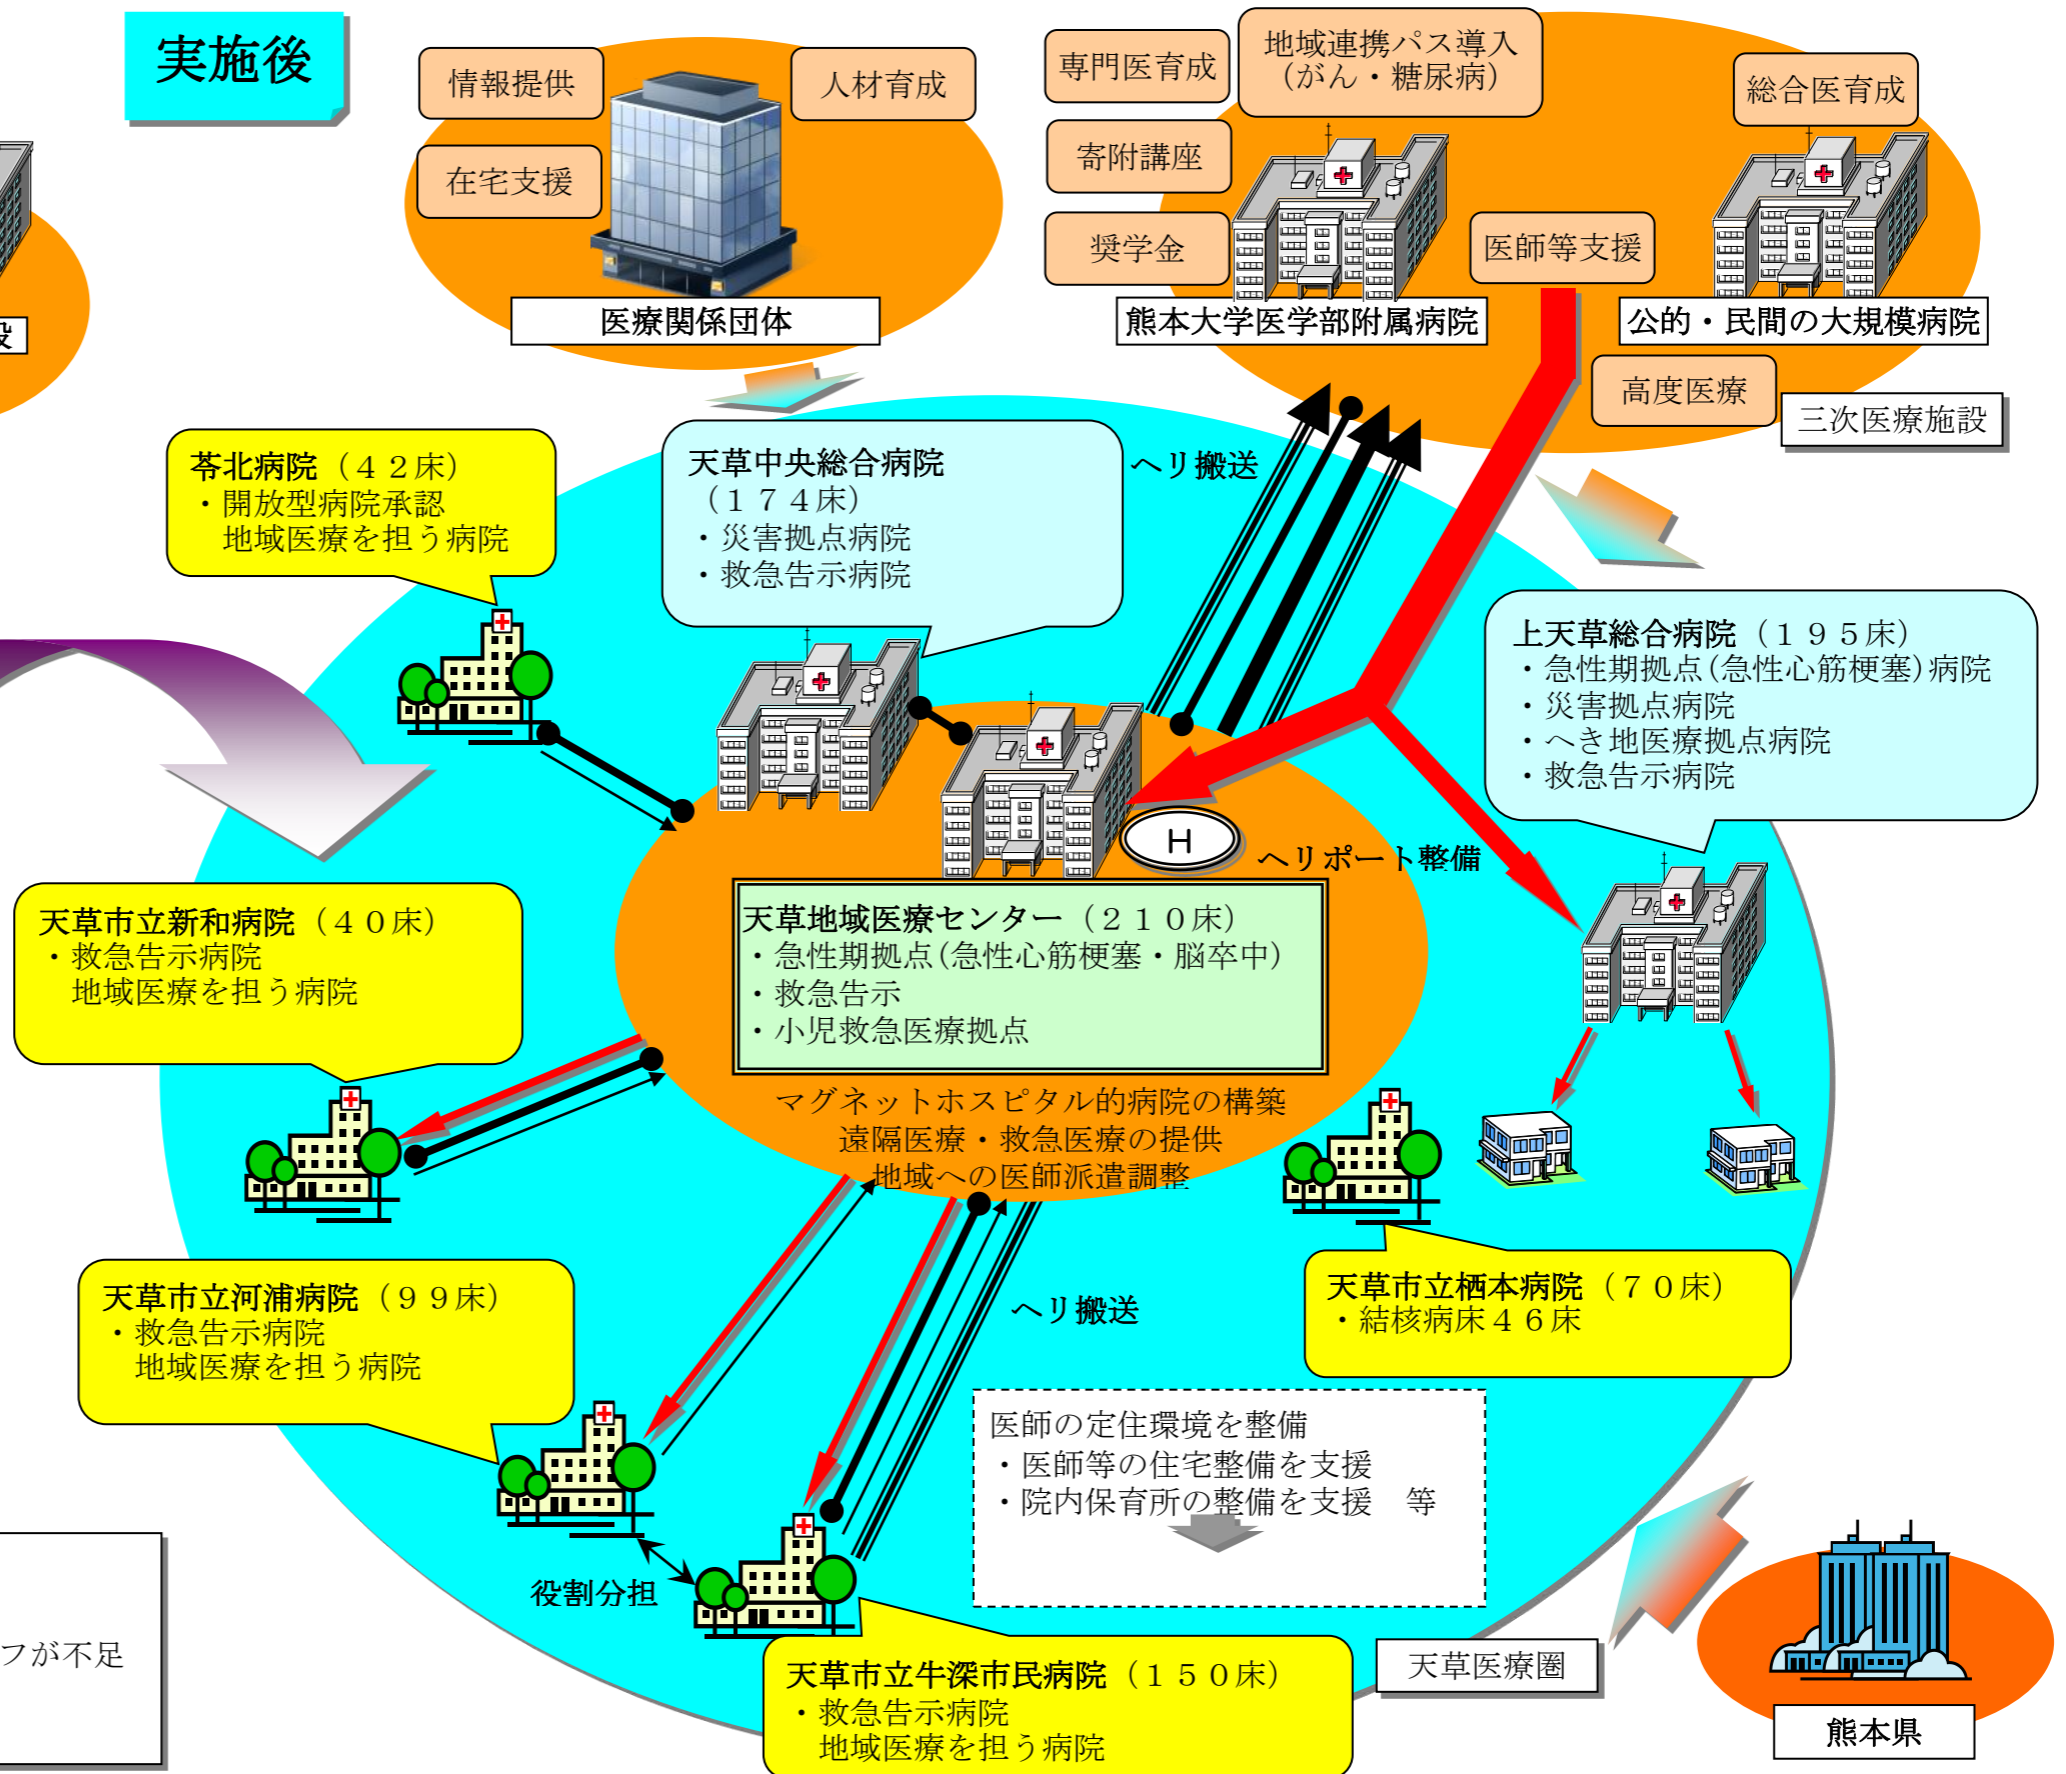 実施後
情報提供
人材育成
在宅支援
医療関係団体
専門医育成
地域連携パス導入
（がん・糖尿病）
総合医育成
寄附講座
奨学金
医師等支援
熊本大学医学部附属病院
公的・民間の大規模病院
高度医療
三次医療施設
設
苓北病院（４２床）
・開放型病院承認
地域医療を担う病院
天草中央総合病院
（１７４床）
・災害拠点病院
・救急告示病院
ヘリ搬送
上天草総合病院（１９５床）
・急性期拠点(急性心筋梗塞)病院
・災害拠点病院
・へき地医療拠点病院
・救急告示病院
H
ヘリポート整備
天草地域医療センター（２１０床）
・急性期拠点(急性心筋梗塞・脳卒中)
・救急告示
・小児救急医療拠点
マグネットホスピタル的病院の構築
遠隔医療・救急医療の提供
地域への医師派遣調整
天草市立新和病院（４０床）
・救急告示病院
地域医療を担う病院
天草市立河浦病院（９９床）
・救急告示病院
地域医療を担う病院
ヘリ搬送
天草市立栖本病院（７０床）
・結核病床４６床
医師の定住環境を整備
・医師等の住宅整備を支援
・院内保育所の整備を支援　等
役割分担
天草市立牛深市民病院（１５０床）
・救急告示病院
地域医療を担う病院
天草医療圏
熊本県
フが不足